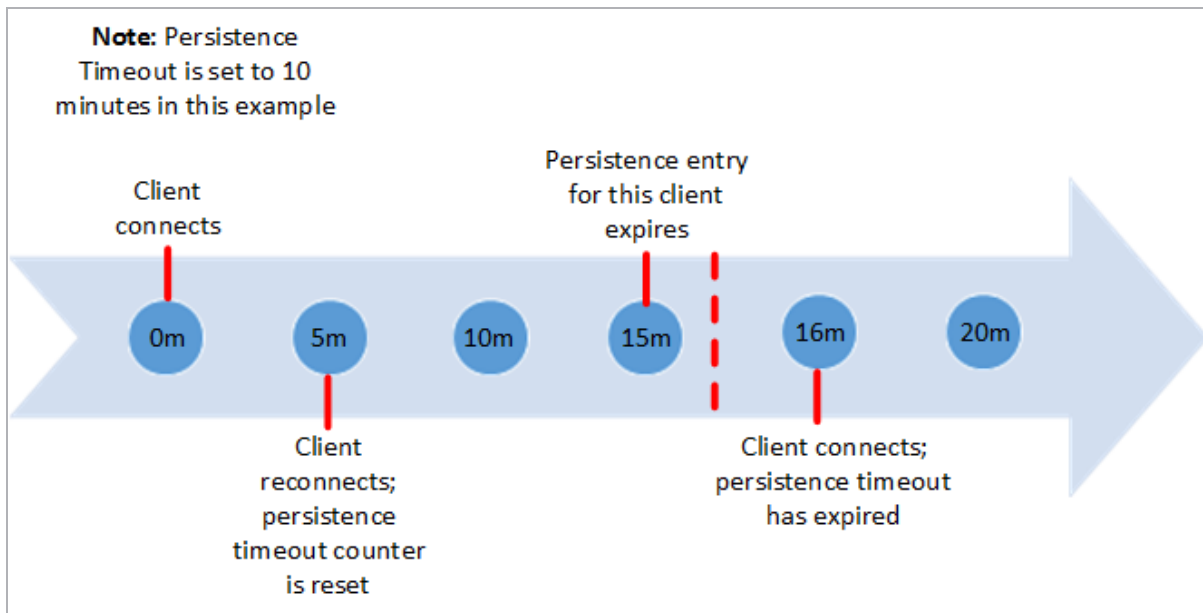 Note: Persistence
Timeout is set to 10
minutes in this example
Client
connects
Persistence entry
for this client
expires
0m
5m
10m
15m
16m
20m
Client
reconnects;
persistence
timeout counter
is reset
Client connects;
persistence timeout
has expired